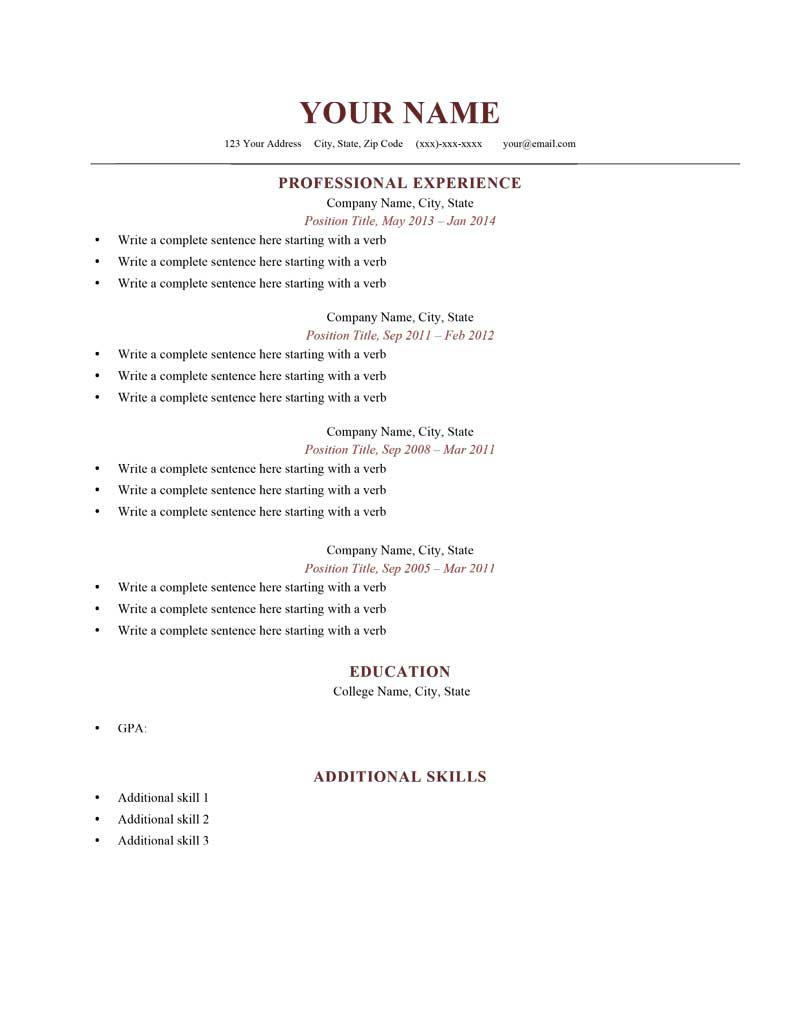 YOUR NAME
123 Your Address City, State, Zip Code (xxx)-xxx-xxxx your@email.com
PROFESSIONAL EXPERIENCE
Company Name, City, State
Position Title, May 2013 – Jan 2014
• Write a complete sentence here starting with a verb
• Write a complete sentence here starting with a verb
• Write a complete sentence here starting with a verb
Company Name, City, State
Position Title, Sep 2011 – Feb 2012
• Write a complete sentence here starting with a verb
• Write a complete sentence here starting with a verb
• Write a complete sentence here starting with a verb
Company Name, City, State
Position Title, Sep 2008 – Mar 2011
• Write a complete sentence here starting with a verb
• Write a complete sentence here starting with a verb
• Write a complete sentence here starting with a verb
Company Name, City, State
Position Title, Sep 2005 – Mar 2011
• Write a complete sentence here starting with a verb
• Write a complete sentence here starting with a verb
• Write a complete sentence here starting with a verb
EDUCATION
College Name, City, State
• GPA:
ADDITIONAL SKILLS
• Additional skill 1
• Additional skill 2
• Additional skill 3